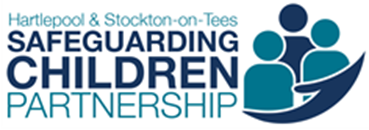 Hartlepool & Stockton-on-Tees
SAFEGUARDING
CHILDREN
PARTNERSHIP